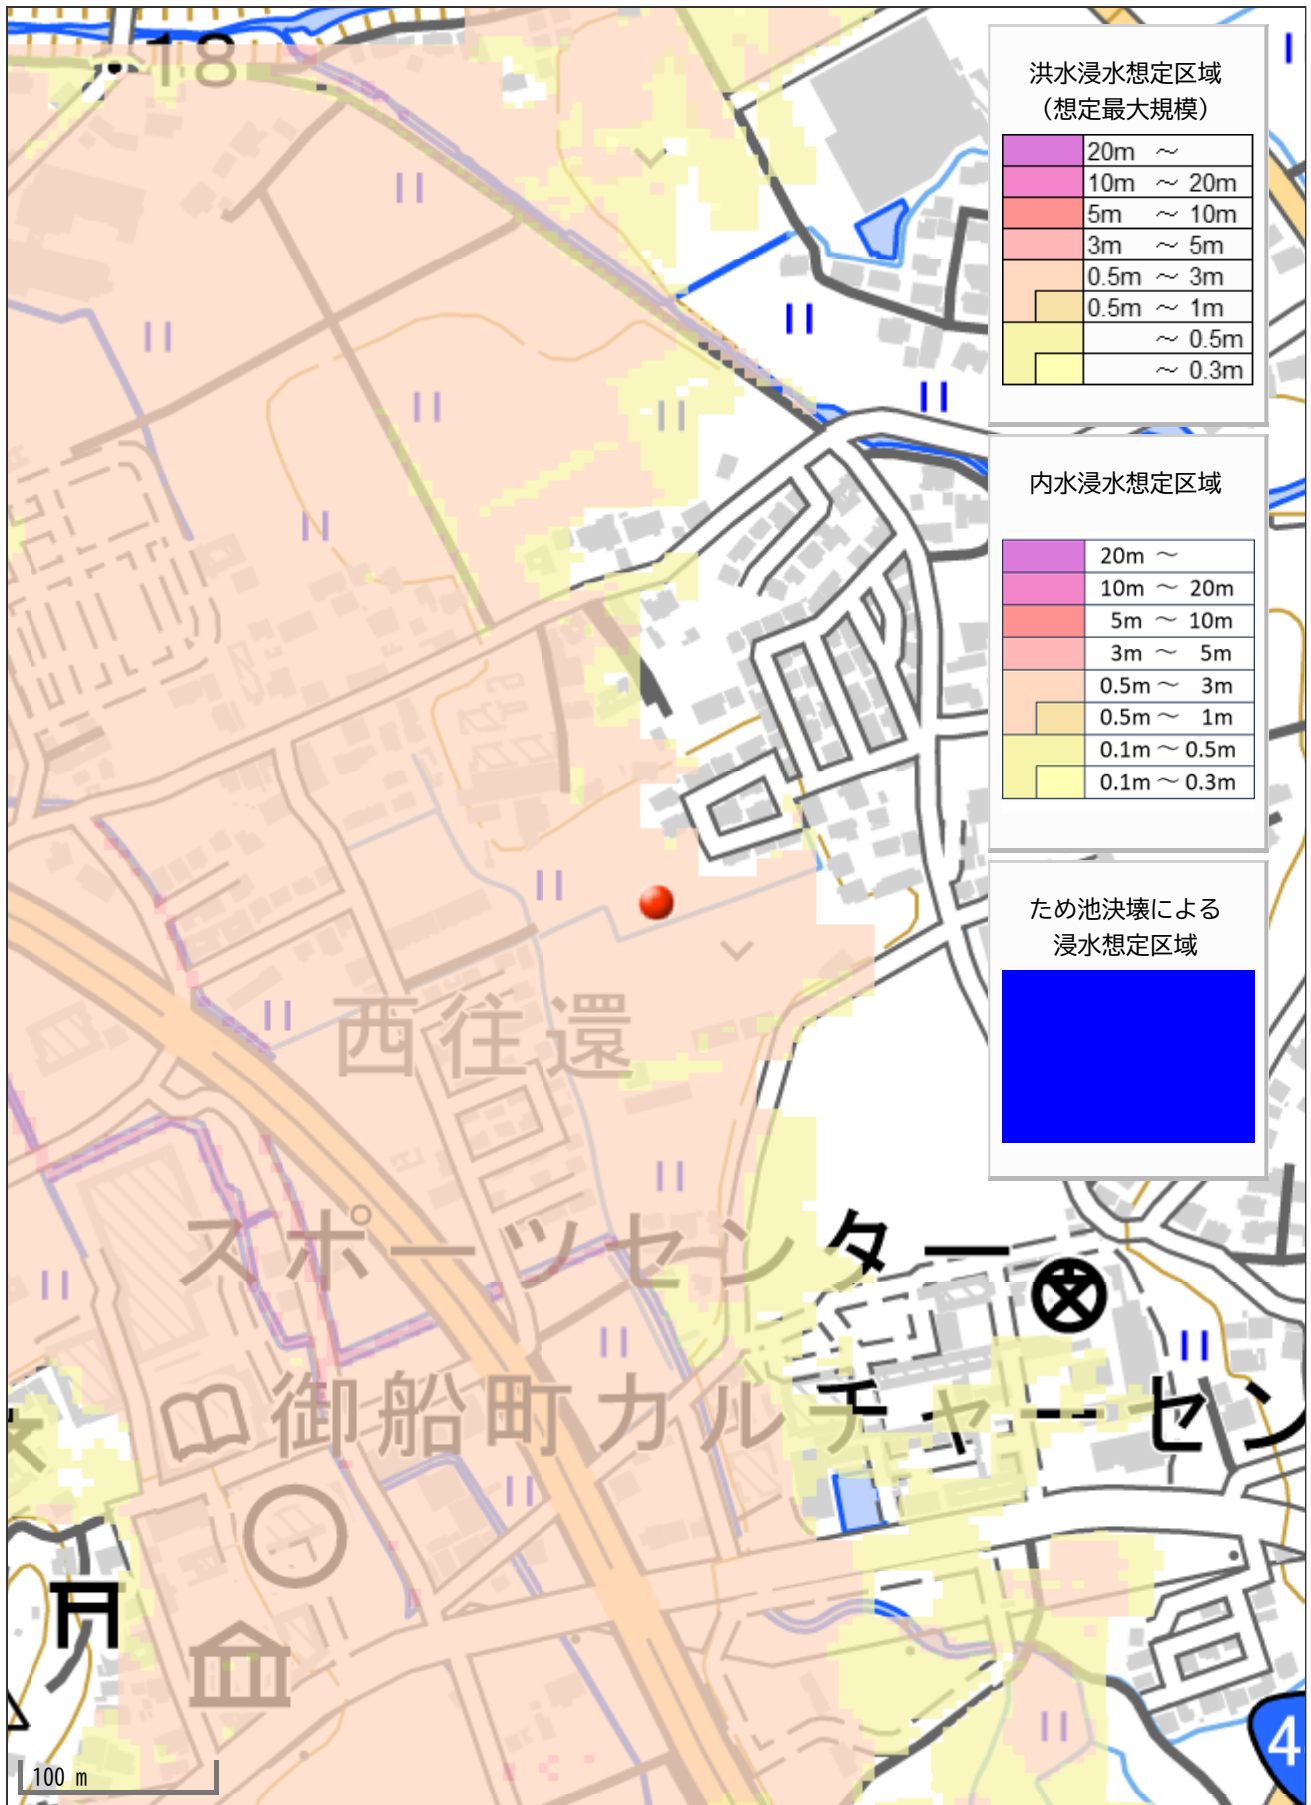 18
洪水浸水想定区域
（想定最大規模）
20m ～
10m ～ 20m
5m ～ 10m
3m ～ 5m
0.5m ～ 3m
0.5m ～ 1m
～ 0.5m
～ 0.3m
内水浸水想定区域
20m ～
10m ～ 20m
5m ～ 10m
3m ～ 5m
0.5m ～ 3m
0.5m ～ 1m
0.1m ～ 0.5m
0.1m ～ 0.3m
ため池決壊による
浸水想定区域
西往還
スポーツセンター
御船町カルチャーセン
4
100 m